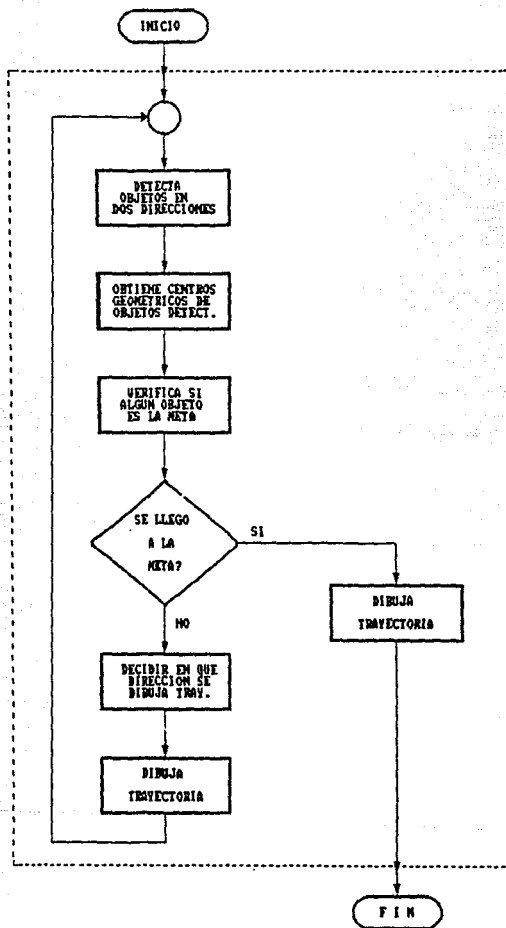 INICIO
DETECTA
OBJETOS EN
DOS DIRECCIONES
OBTIENE CENTROS
GEOMETRICOS DE
OBJETOS DETECT.
VERIFICA SI
ALGUN OBJETO
ES LA META
SE LLEGO
A LA
META?
SI
NO
DIBUJA
TRAYECTORIA
DECIDIR EN QUE
DIRECCION SE
DIBUJA TRAY.
DIBUJA
TRAYECTORIA
F I N